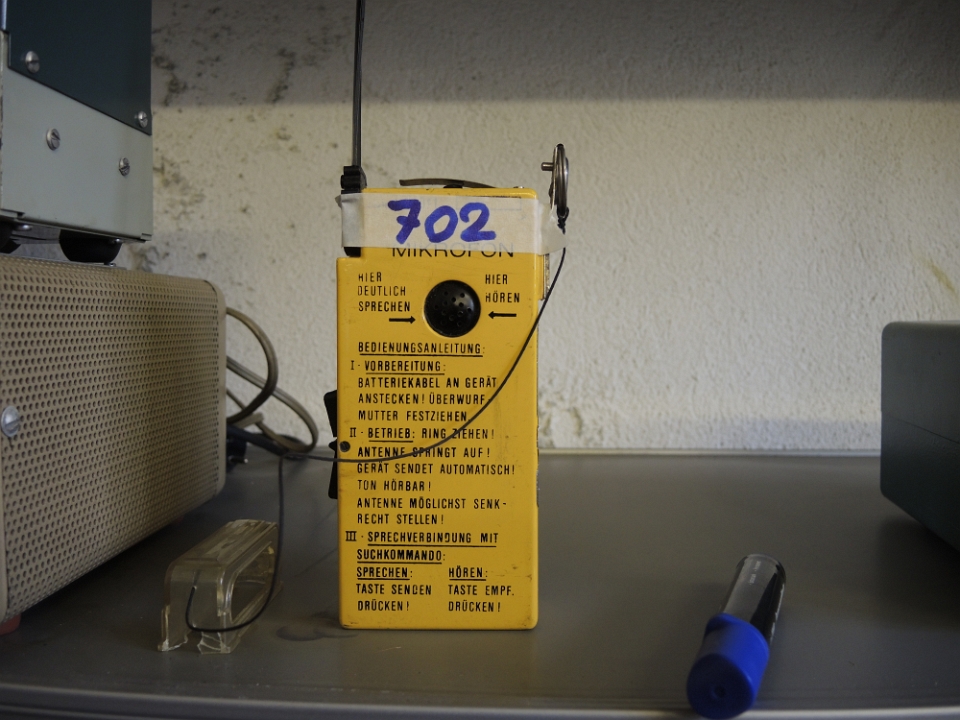 702
MIKROFON
HIER HIER
DEUTLICH HÖREN
SPRECHEN
BEDIENUNGSANLEITUNG:
I - VORBEREITUNG:
BATTERIEKABEL AN GERÄT
ANSTECKEN! ÜBERWURF
MUTTER FESTZIEHEN
II - BETRIEB: RING ZIEHEN!
ANTENNE SPRINGT AUF!
GERÄT SENDET AUTOMATISCH!
TON HÖRBAR!
ANTENNE MÖGLICHST SENK-
RECHT STELLEN!
III - SPRECHVERBINDUNG MIT
SUCHKOMMANDO:
SPRECHEN: HÖREN:
TASTE SENDEN TASTE EMPF.
DRÜCKEN! DRÜCKEN!